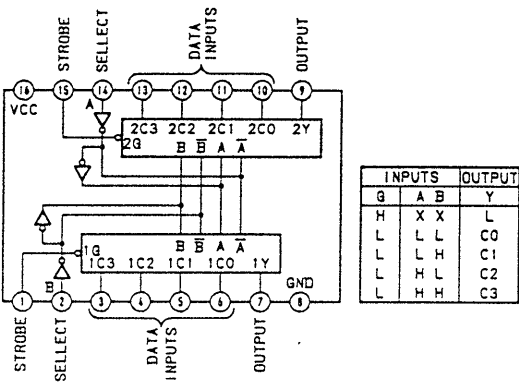 STROBE
SELLECT
DATA
INPUTS
OUTPUT
16 15 14 13 12 11 10 9
VCC
A
2C3 2C2 2C1 2C0 2Y
2G
B B̅ A A̅
B B̅ A A̅
1G
1C3 1C2 1C1 1C0 1Y
B
GND
1 2 3 4 5 6 7 8
STROBE
SELLECT
DATA
INPUTS
OUTPUT
INPUTS OUTPUT
G A B Y
H X X L
L L L C0
L L H C1
L H L C2
L H H C3